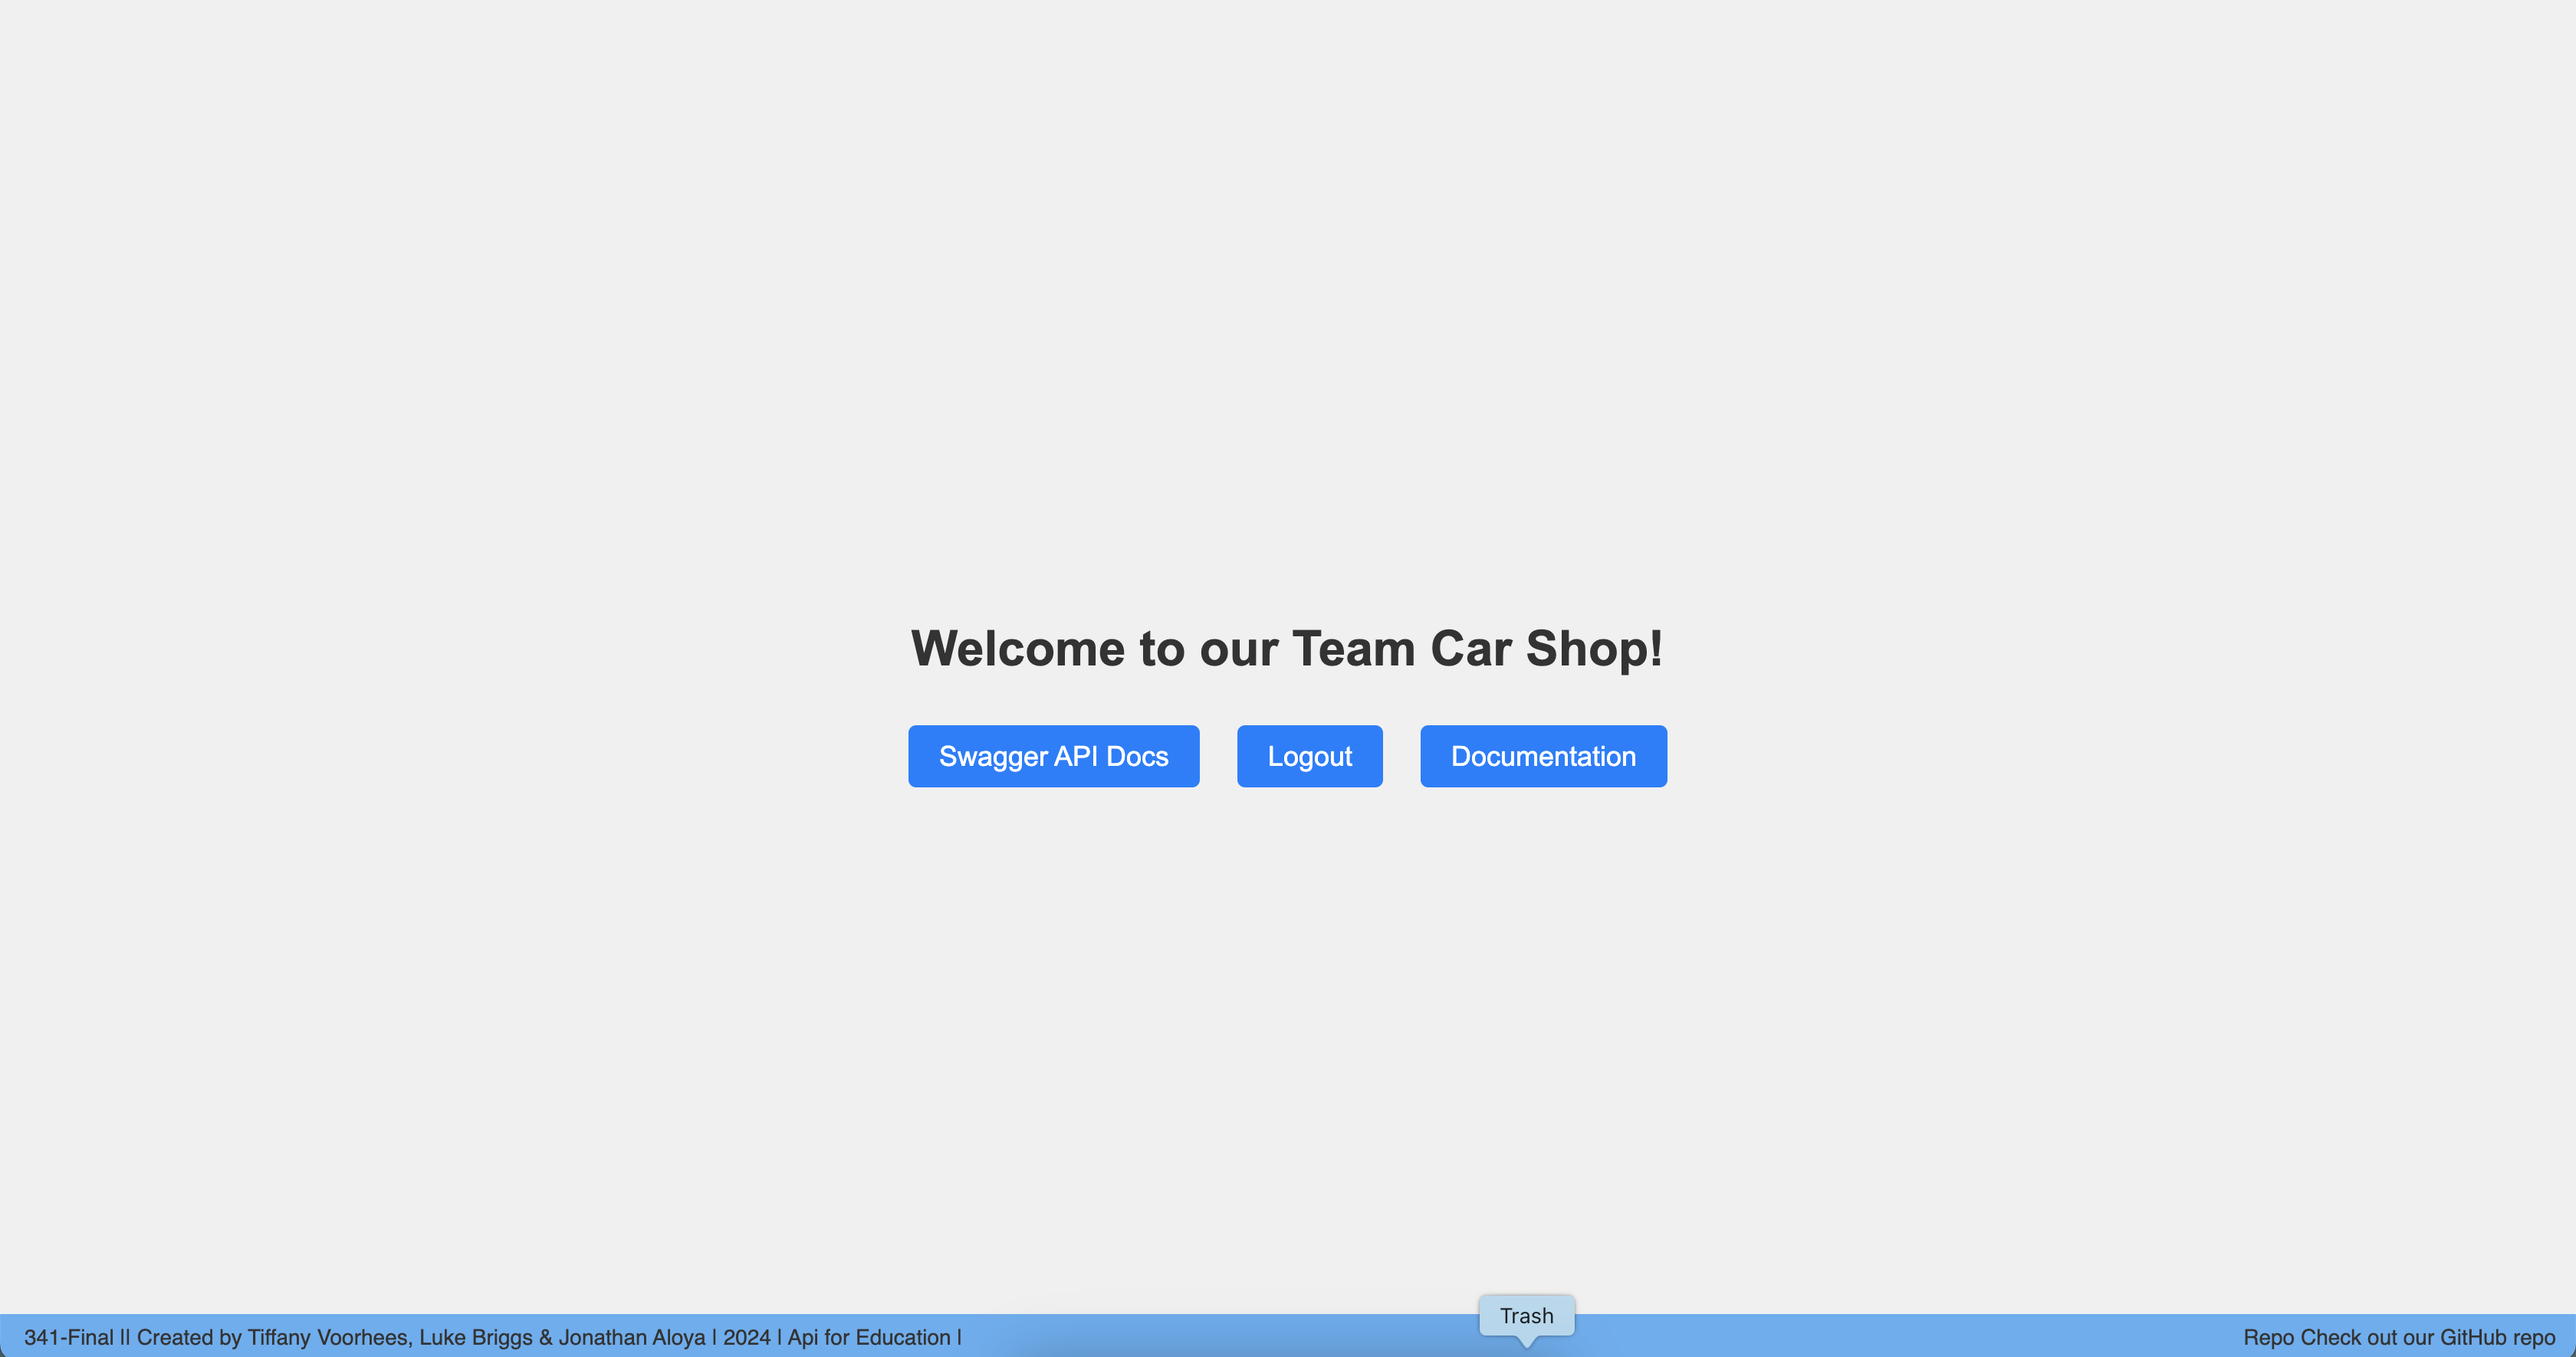 Welcome to our Team Car Shop!
Swagger API Docs Logout Documentation
Trash
341-Final || Created by Tiffany Voorhees, Luke Briggs & Jonathan Aloya | 2024 | Api for Education | Repo Check out our GitHub repo